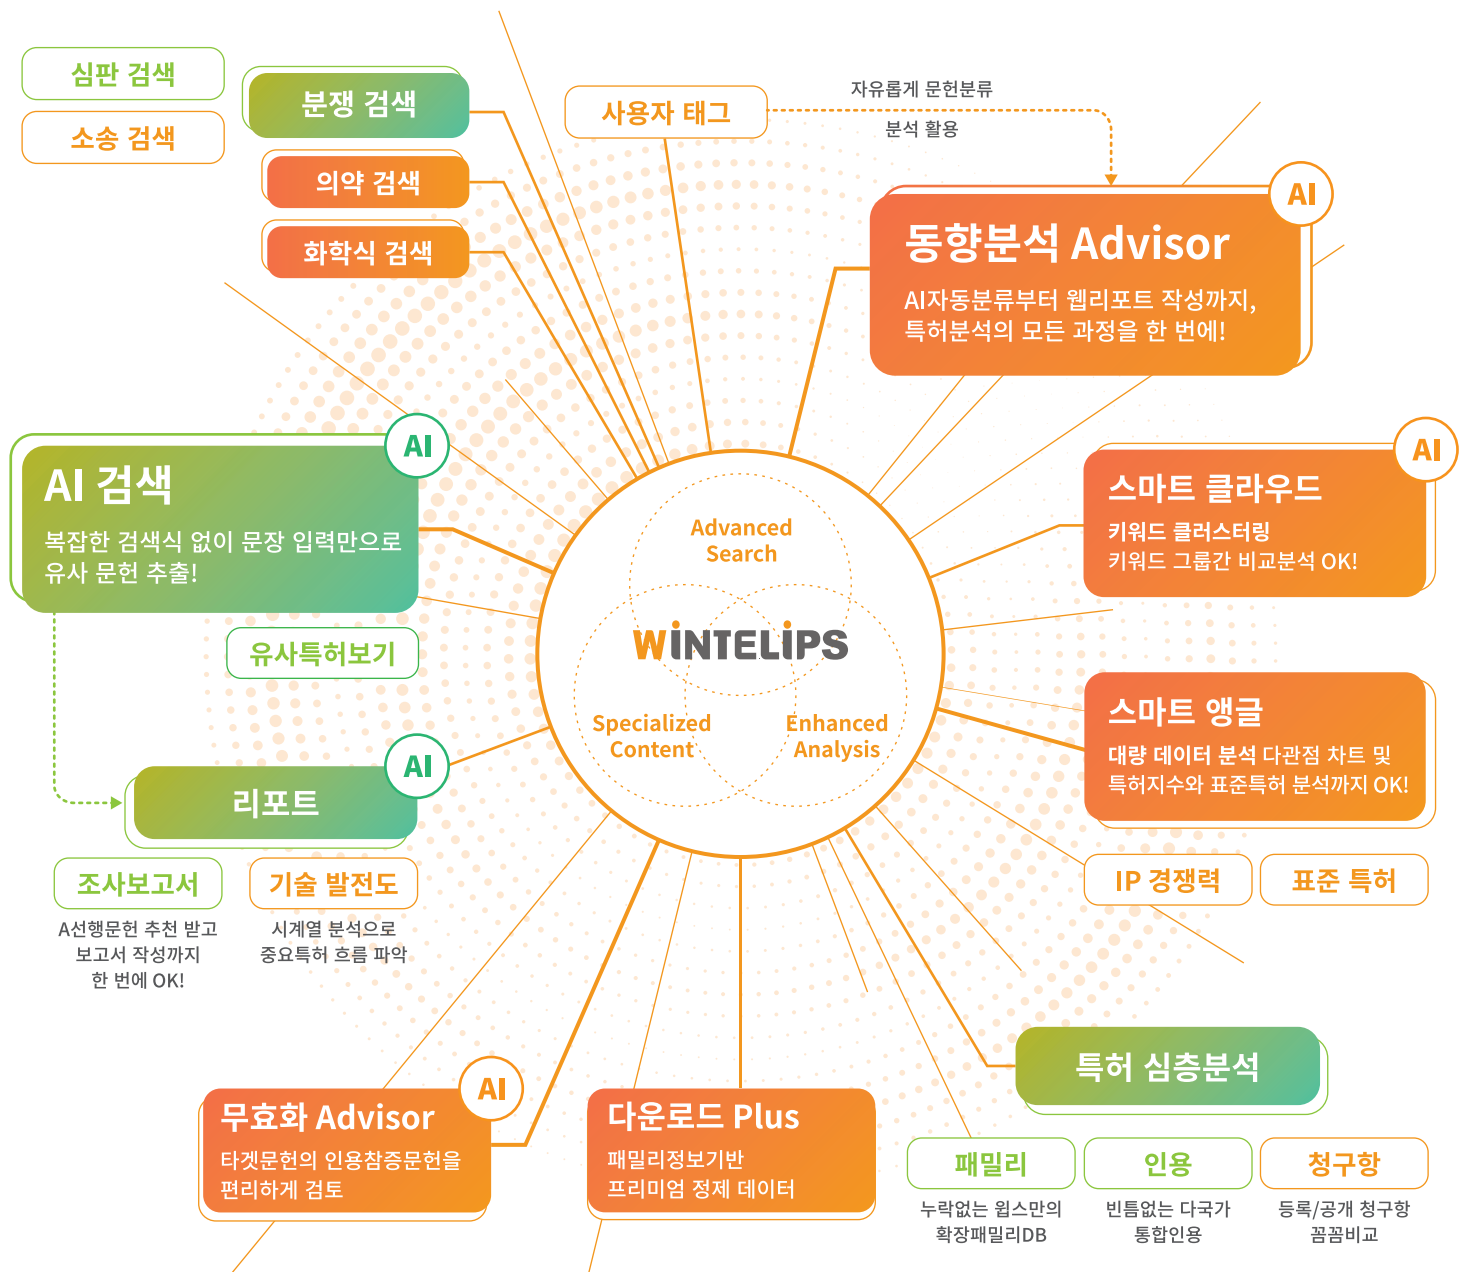 심판 검색
소송 검색
분쟁 검색
의약 검색
화학식 검색
사용자 태그
자유롭게 문헌분류
분석 활용
AI
동향분석 Advisor
AI자동분류부터 웹리포트 작성까지,
특허분석의 모든 과정을 한 번에!
AI
AI 검색
복잡한 검색식 없이 문장 입력만으로
유사 문헌 추출!
유사특허보기
AI
스마트 클라우드
키워드 클러스터링
키워드 그룹간 비교분석 OK!
Advanced
Search
WINTELIPS
Specialized
Content
Enhanced
Analysis
스마트 앵글
대량 데이터 분석 다관점 차트 및
특허지수와 표준특허 분석까지 OK!
IP 경쟁력
표준 특허
AI
리포트
조사보고서
A선행문헌 추천 받고
보고서 작성까지
한 번에 OK!
기술 발전도
시계열 분석으로
중요특허 흐름 파악
AI
무효화 Advisor
타겟문헌의 인용참증문헌을
편리하게 검토
다운로드 Plus
패밀리정보기반
프리미엄 정제 데이터
특허 심층분석
패밀리
누락없는 윕스만의
확장패밀리DB
인용
빈틈없는 다국가
통합인용
청구항
등록/공개 청구항
꼼꼼비교